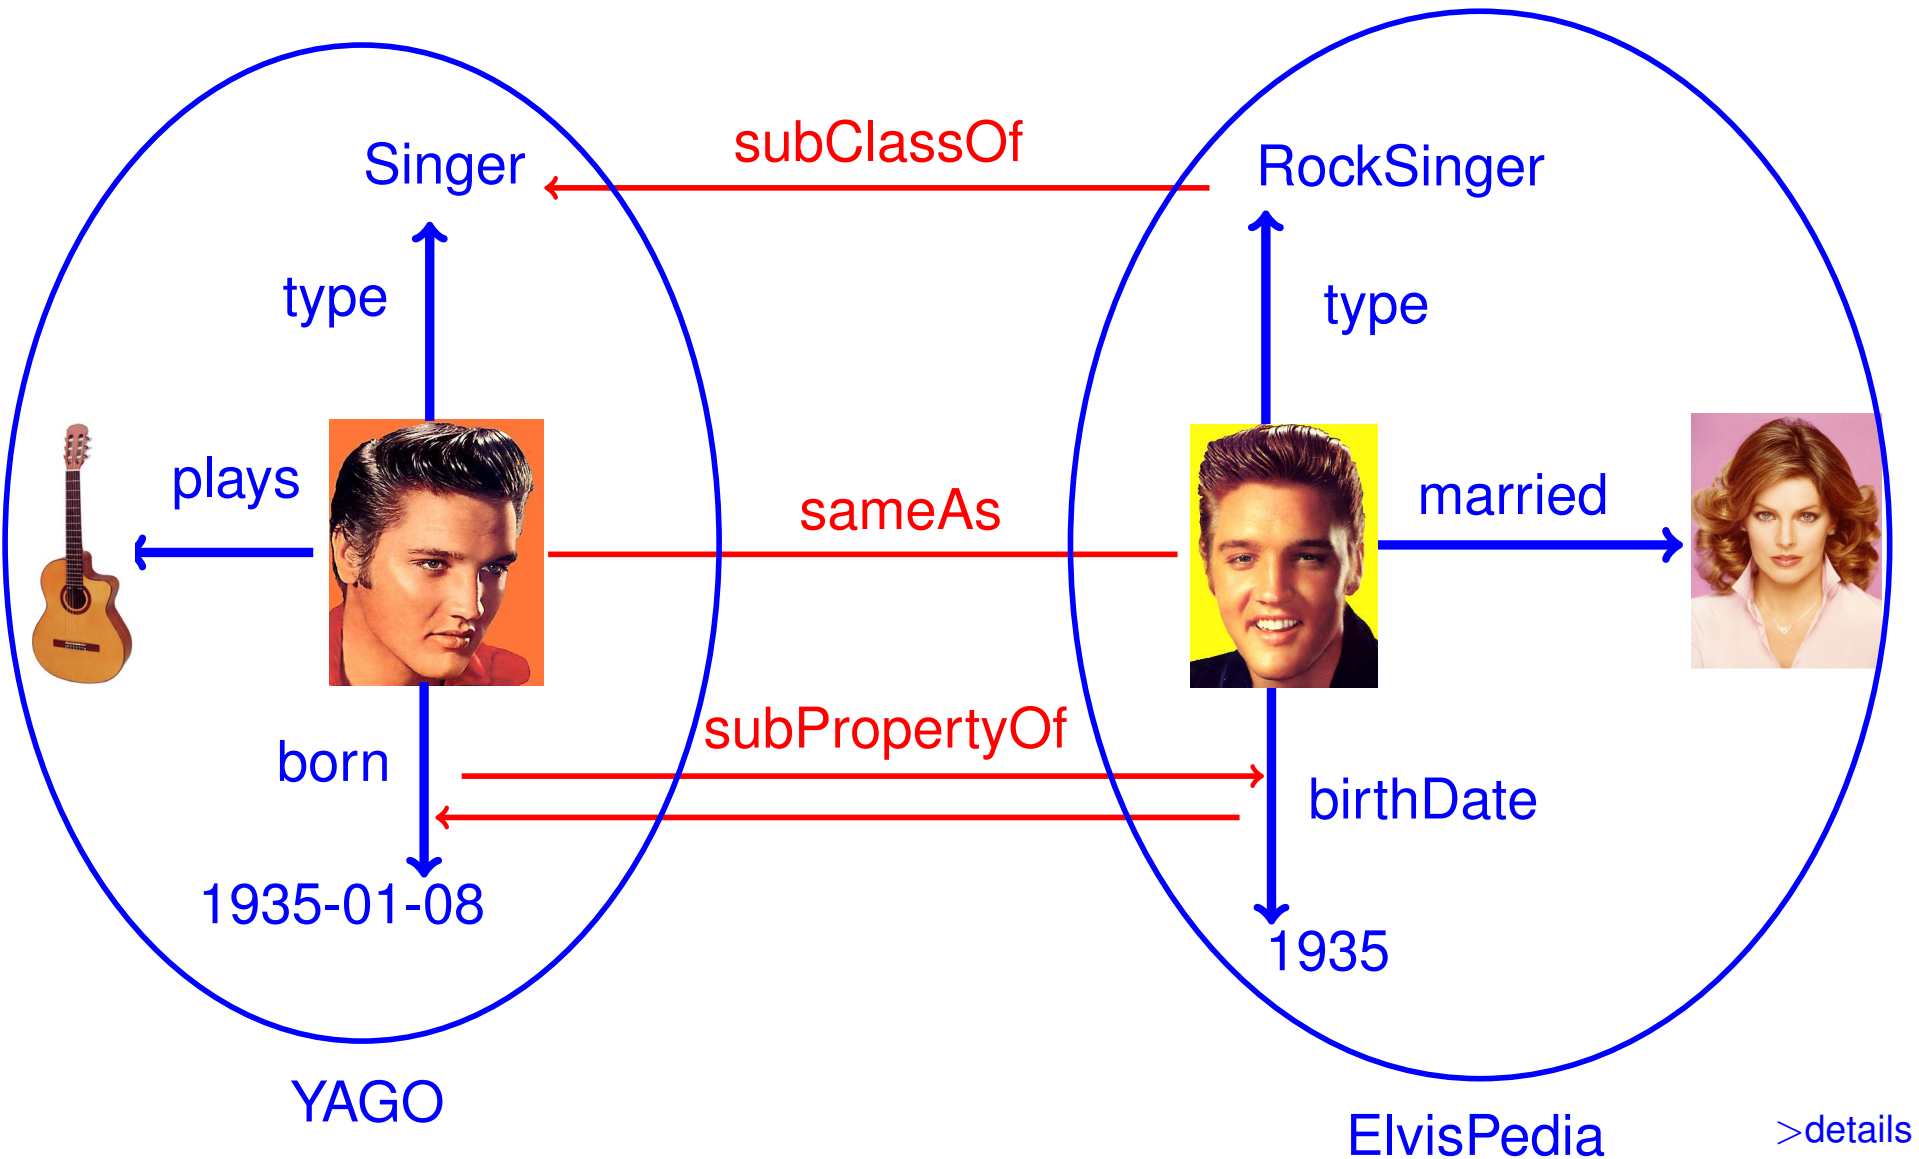 subClassOf
Singer
RockSinger
type
type
plays
sameAs
married
subPropertyOf
born
birthDate
1935-01-08
1935
YAGO
ElvisPedia
>details